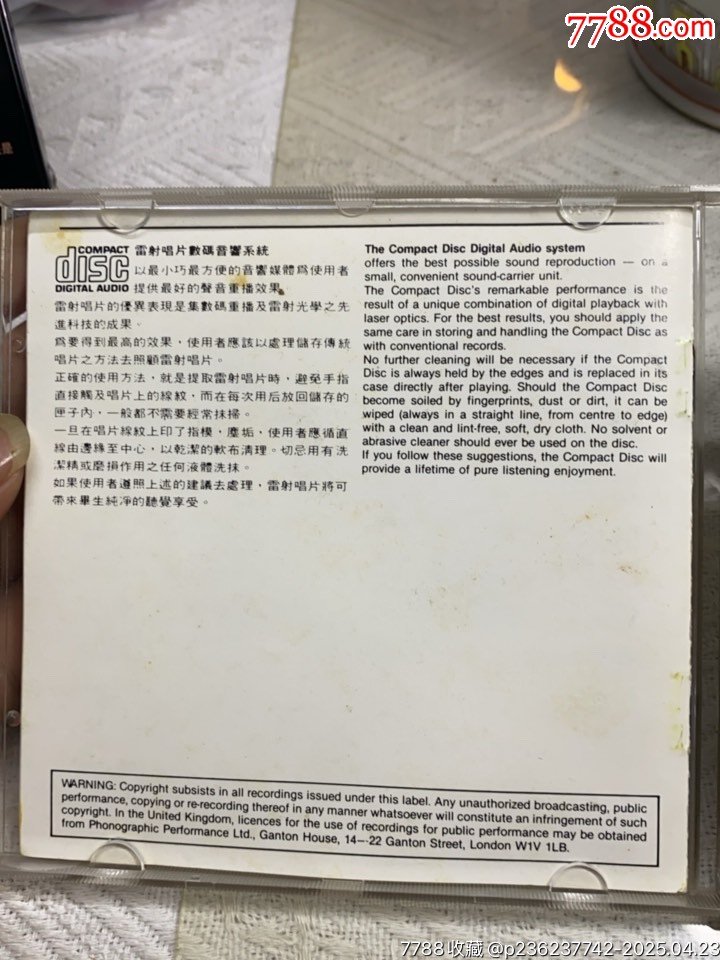 7788.com
COMPACT
disc
DIGITAL AUDIO
雷射唱片數碼音響系統
以最小巧最方便的音響媒體爲使用者
提供最好的聲音重播效果。
雷射唱片的優異表現是集數碼重播及雷射光學之先
進科技的成果。
爲要得到最高的效果，使用者應該以處理儲存傳統
唱片之方法去照顧雷射唱片。
正確的使用方法，就是提取雷射唱片時，避免手指
直接觸及唱片上的線紋，而在每次用后放回儲存的
匣子內，一般都不需要經常抹掃。
一旦在唱片線紋上印了指模，塵垢，使用者應循直
線由邊緣至中心，以乾潔的軟布清理。切忌用有洗
潔精或磨損作用之任何液體洗抹。
如果使用者遵照上述的建議去處理，雷射唱片將可
帶來畢生純凈的聽覺享受。
The Compact Disc Digital Audio system
offers the best possible sound reproduction — on a
small, convenient sound-carrier unit.
The Compact Disc's remarkable performance is the
result of a unique combination of digital playback with
laser optics. For the best results, you should apply the
same care in storing and handling the Compact Disc as
with conventional records.
No further cleaning will be necessary if the Compact
Disc is always held by the edges and is replaced in its
case directly after playing. Should the Compact Disc
become soiled by fingerprints, dust or dirt, it can be
wiped (always in a straight line, from centre to edge)
with a clean and lint-free, soft, dry cloth. No solvent or
abrasive cleaner should ever be used on the disc.
If you follow these suggestions, the Compact Disc will
provide a lifetime of pure listening enjoyment.
WARNING: Copyright subsists in all recordings issued under this label. Any unauthorized broadcasting, public
performance, copying or re-recording thereof in any manner whatsoever will constitute an infringement of such
copyright. In the United Kingdom, licences for the use of recordings for public performance may be obtained
from Phonographic Performance Ltd., Ganton House, 14—22 Ganton Street, London W1V 1LB.
7788收藏@p236237742-2025.04.23